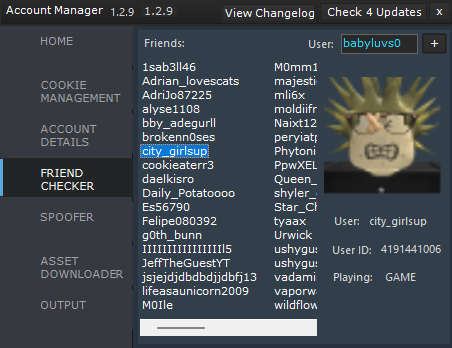 Account Manager 1.2.9
1.2.9
View Changelog
Check 4 Updates
x
HOME
COOKIE
MANAGEMENT
ACCOUNT
DETAILS
FRIEND
CHECKER
SPOOFER
ASSET
DOWNLOADER
OUTPUT
Friends:
User:
babyluvs0
+
1sab3ll46
Adrian_lovescats
AdriJo87225
alyse1108
bby_adegurll
brokenn0ses
city_girlsup
cookieaterr3
daelkisro
Daily_Potatoooo
Es56790
Felipe080392
g0th_bunn
JeffTheGuestYT
jsjejdjdbdbdjjdbfj13
lifeasaunicorn2009
M0Ile
M0mm1
majesti
mli6x
moldiifr
Naixt12
peryiatp
Phytoni
PpwXEL
Queen_
shyler_
Star_Ch
tyaax
Urwick
ushygus
ushygus
vadami
vaporwa
wildflow
User: city_girlsup
User ID: 4191441006
Playing: GAME